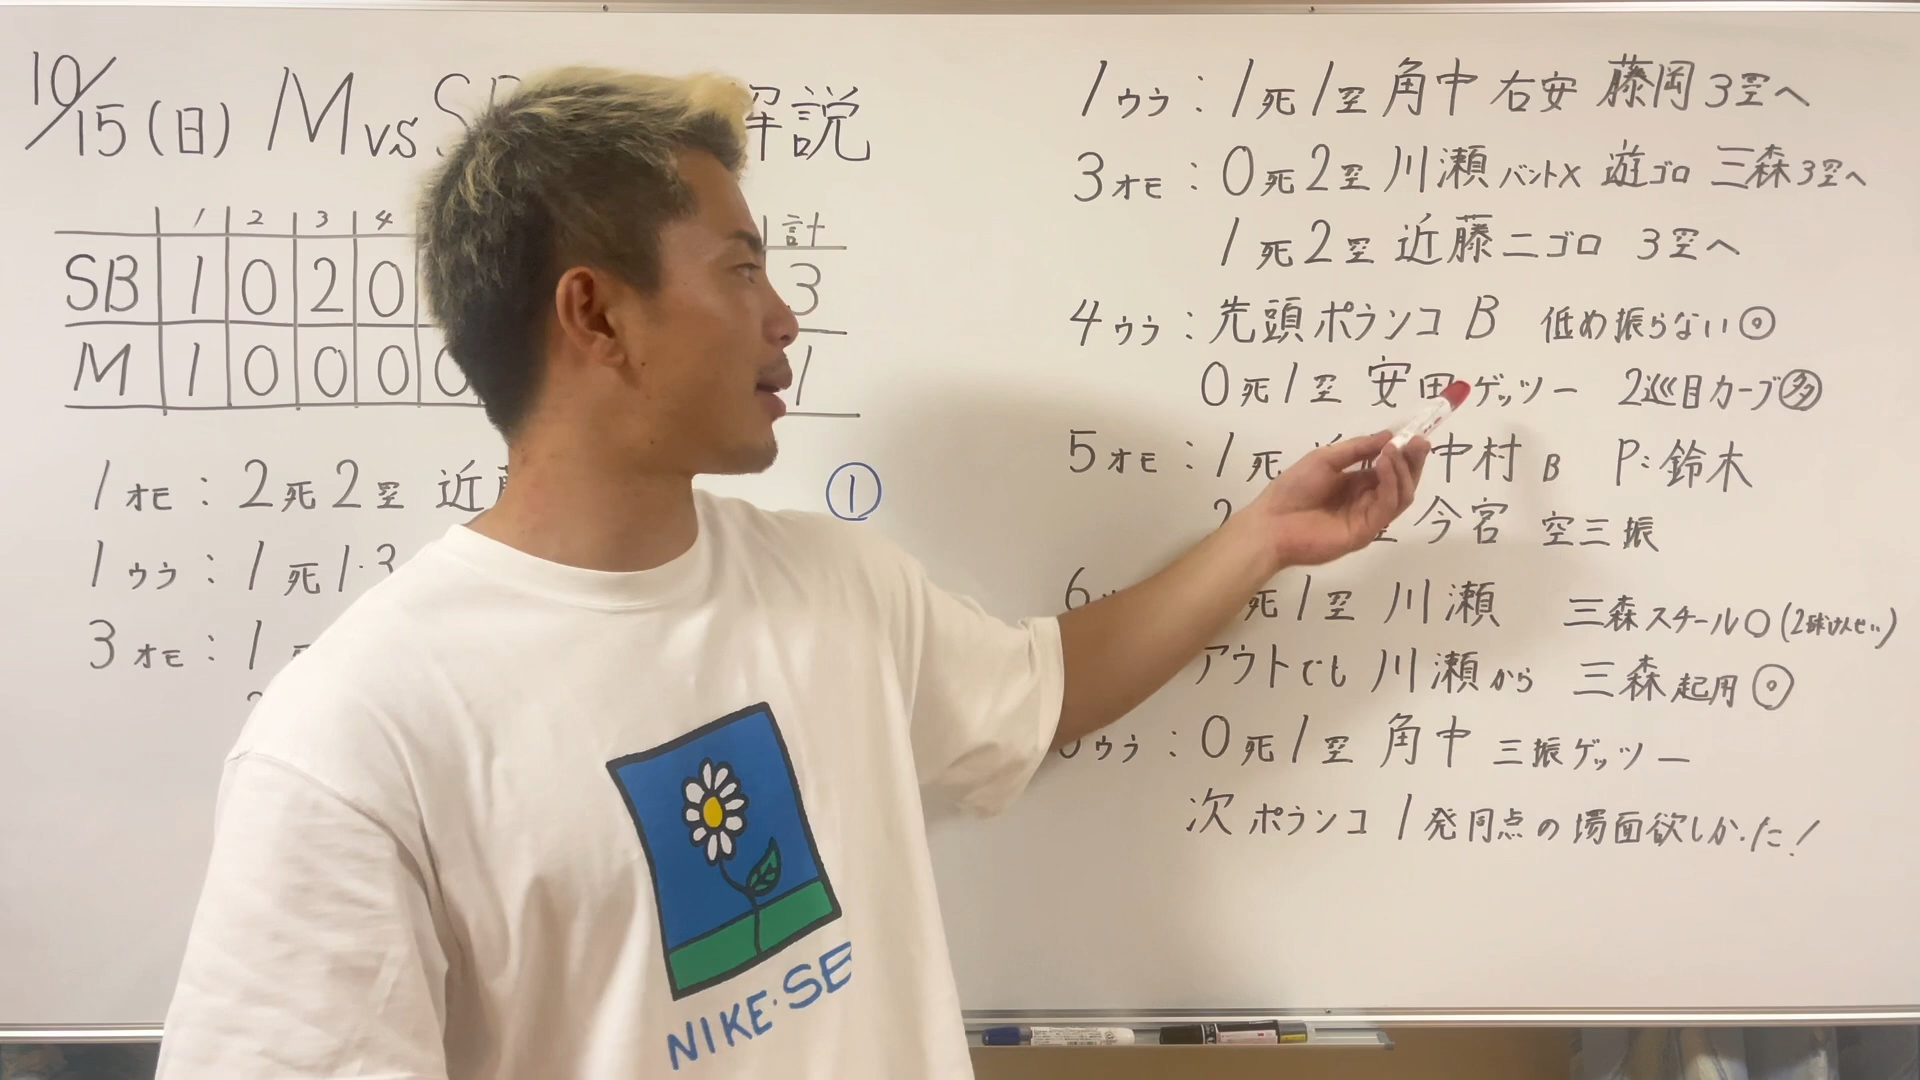 10/15(日) M vs S 解説
1 2 3 4 計
SB 1 0 2 0 3
M 1 0 0 0 0 1
1オモ：2死2塁 近 ①
1ウラ：1死1・3
3オモ：1
1ウラ：1死1塁 角中 右安 藤岡 3塁へ
3オモ：0死2塁 川瀬 バント× 遊ゴロ 三森 3塁へ
1死2塁 近藤 二ゴロ 3塁へ
4ウラ：先頭 ポランコ B 低め振らない◎
0死1塁 安田 ゲッツー 2巡目カーブ㊂
5オモ：1死 中村 B P：鈴木
2 塁 今宮 空三振
6 死1塁 川瀬 三森スチール○(2球けんせい)
アウトでも 川瀬から 三森起用◎
ウラ：0死1塁 角中 三振ゲッツー
次 ポランコ 1発同点の場面欲しかった！
NIKE・SB